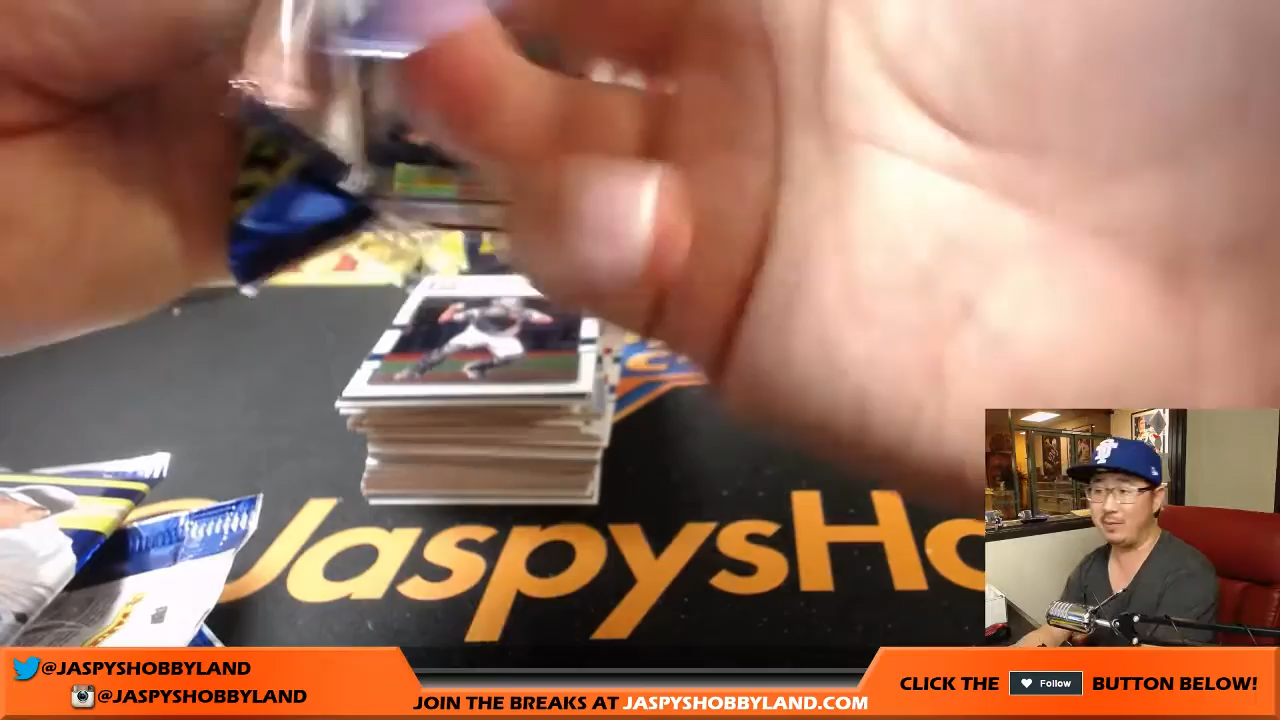 JaspysHo
@JASPYSHOBBYLAND
@JASPYSHOBBYLAND
JOIN THE BREAKS AT JASPYSHOBBYLAND.COM
CLICK THE Follow BUTTON BELOW!